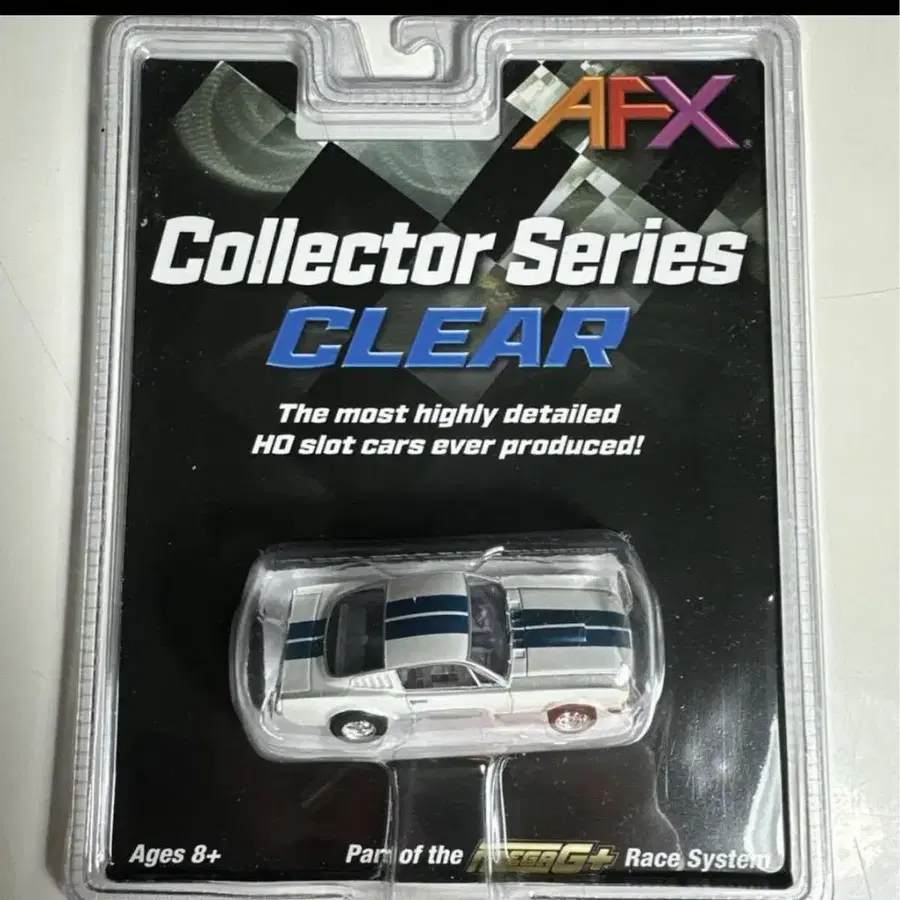 AFX®
Collector Series
CLEAR
The most highly detailed
HO slot cars ever produced!
Ages 8+
Part of the MEGAG+ Race System